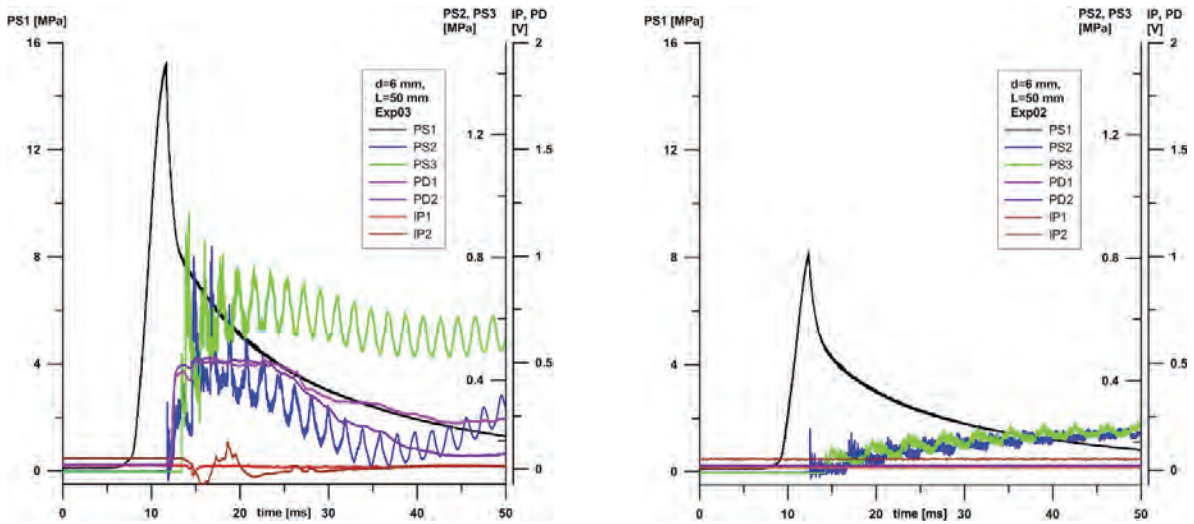 PS1 [MPa]
PS2, PS3
[MPa]
IP, PD
[V]
16
12
8
4
0
1.2
0.8
0.4
0
2
1.5
1
0.5
0
d=6 mm,
L=50 mm
Exp03
PS1
PS2
PS3
PD1
PD2
IP1
IP2
0
10
20
30
40
50
time [ms]
PS1 [MPa]
PS2, PS3
[MPa]
IP, PD
[V]
16
12
8
4
0
1.2
0.8
0.4
0
2
1.5
1
0.5
0
d=6 mm,
L=50 mm
Exp02
PS1
PS2
PS3
PD1
PD2
IP1
IP2
0
10
20
30
40
50
time [ms]